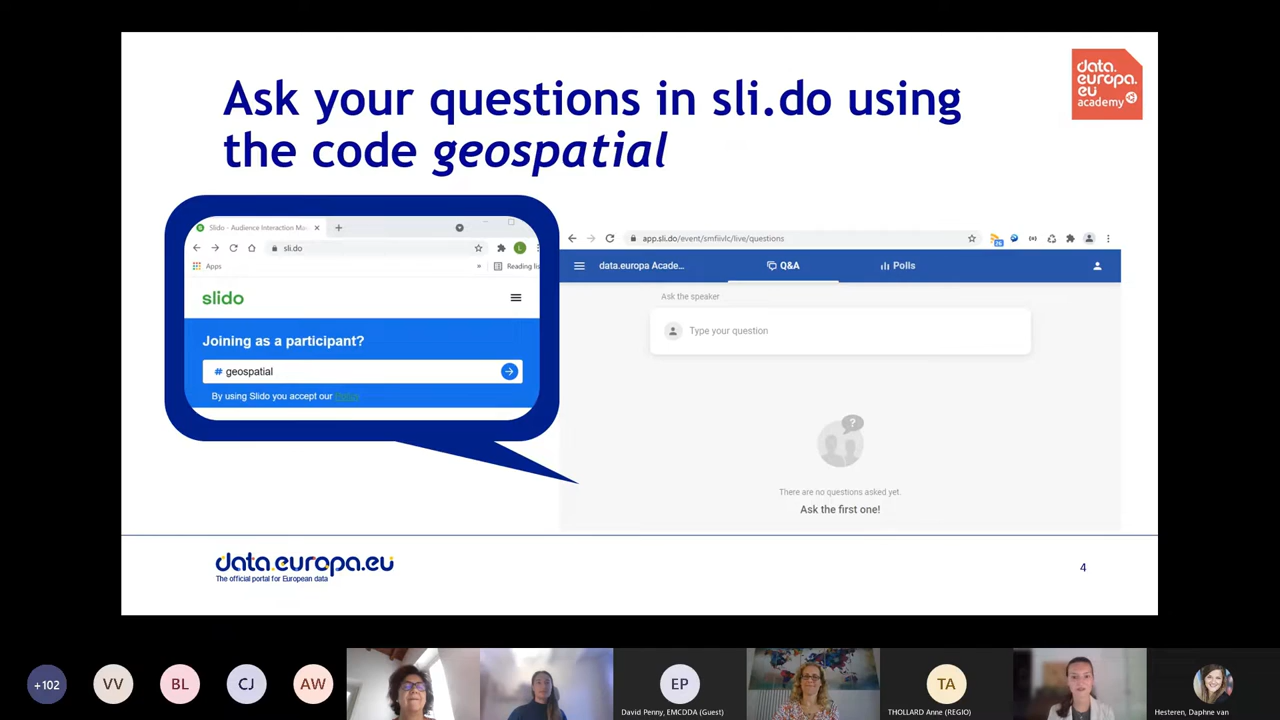 Ask your questions in sli.do using
the code geospatial
data.
europa.
eu
academy
Slido - Audience Interaction Ma
sli.do
Apps
»
Reading lis
slido
Joining as a participant?
# geospatial
By using Slido you accept our
app.sli.do/event/smfiivlc/live/questions
26
data.europa Acade...
Q&A
Polls
Ask the speaker
Type your question
?
There are no questions asked yet.
Ask the first one!
data.europa.eu
The official portal for European data
4
+102
VV
BL
CJ
AW
EP
David Penny, EMCDDA (Guest)
TA
THOLLARD Anne (REGIO)
Hesteren, Daphne van